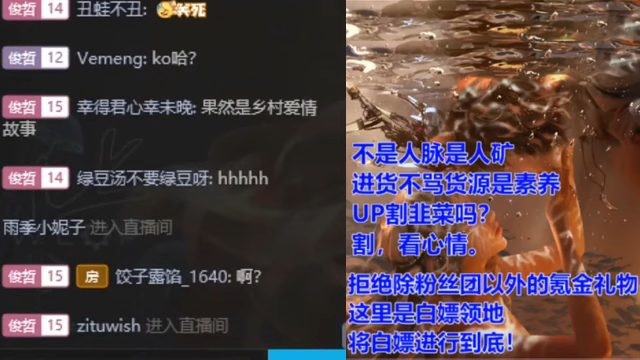 俊哲 14 丑蛙不丑: 笑死
俊哲 12 Vemeng: ko哈?
俊哲 15 幸得君心幸未晚: 果然是乡村爱情
故事
俊哲 14 绿豆汤不要绿豆呀: hhhhh
雨季小妮子 进入直播间
俊哲 15 房 饺子露馅_1640: 啊?
俊哲 15 zituwish 进入直播间
不是人脉是人矿
进货不骂货源是素养
UP割韭菜吗?
割，看心情。
拒绝除粉丝团以外的氪金礼物
这里是白嫖领地
将白嫖进行到底!